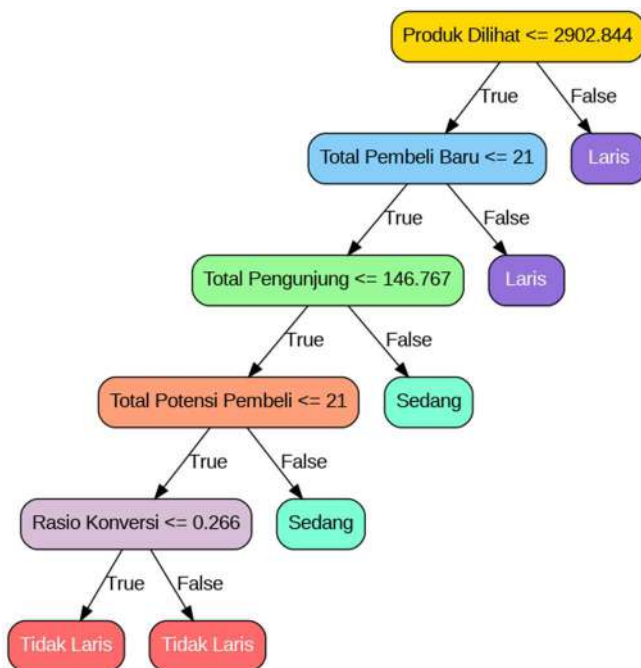 Produk Dilihat <= 2902.844
True
False
Total Pembeli Baru <= 21
Laris
True
False
Total Pengunjung <= 146.767
Laris
True
False
Total Potensi Pembeli <= 21
Sedang
True
False
Rasio Konversi <= 0.266
Sedang
True
False
Tidak Laris
Tidak Laris